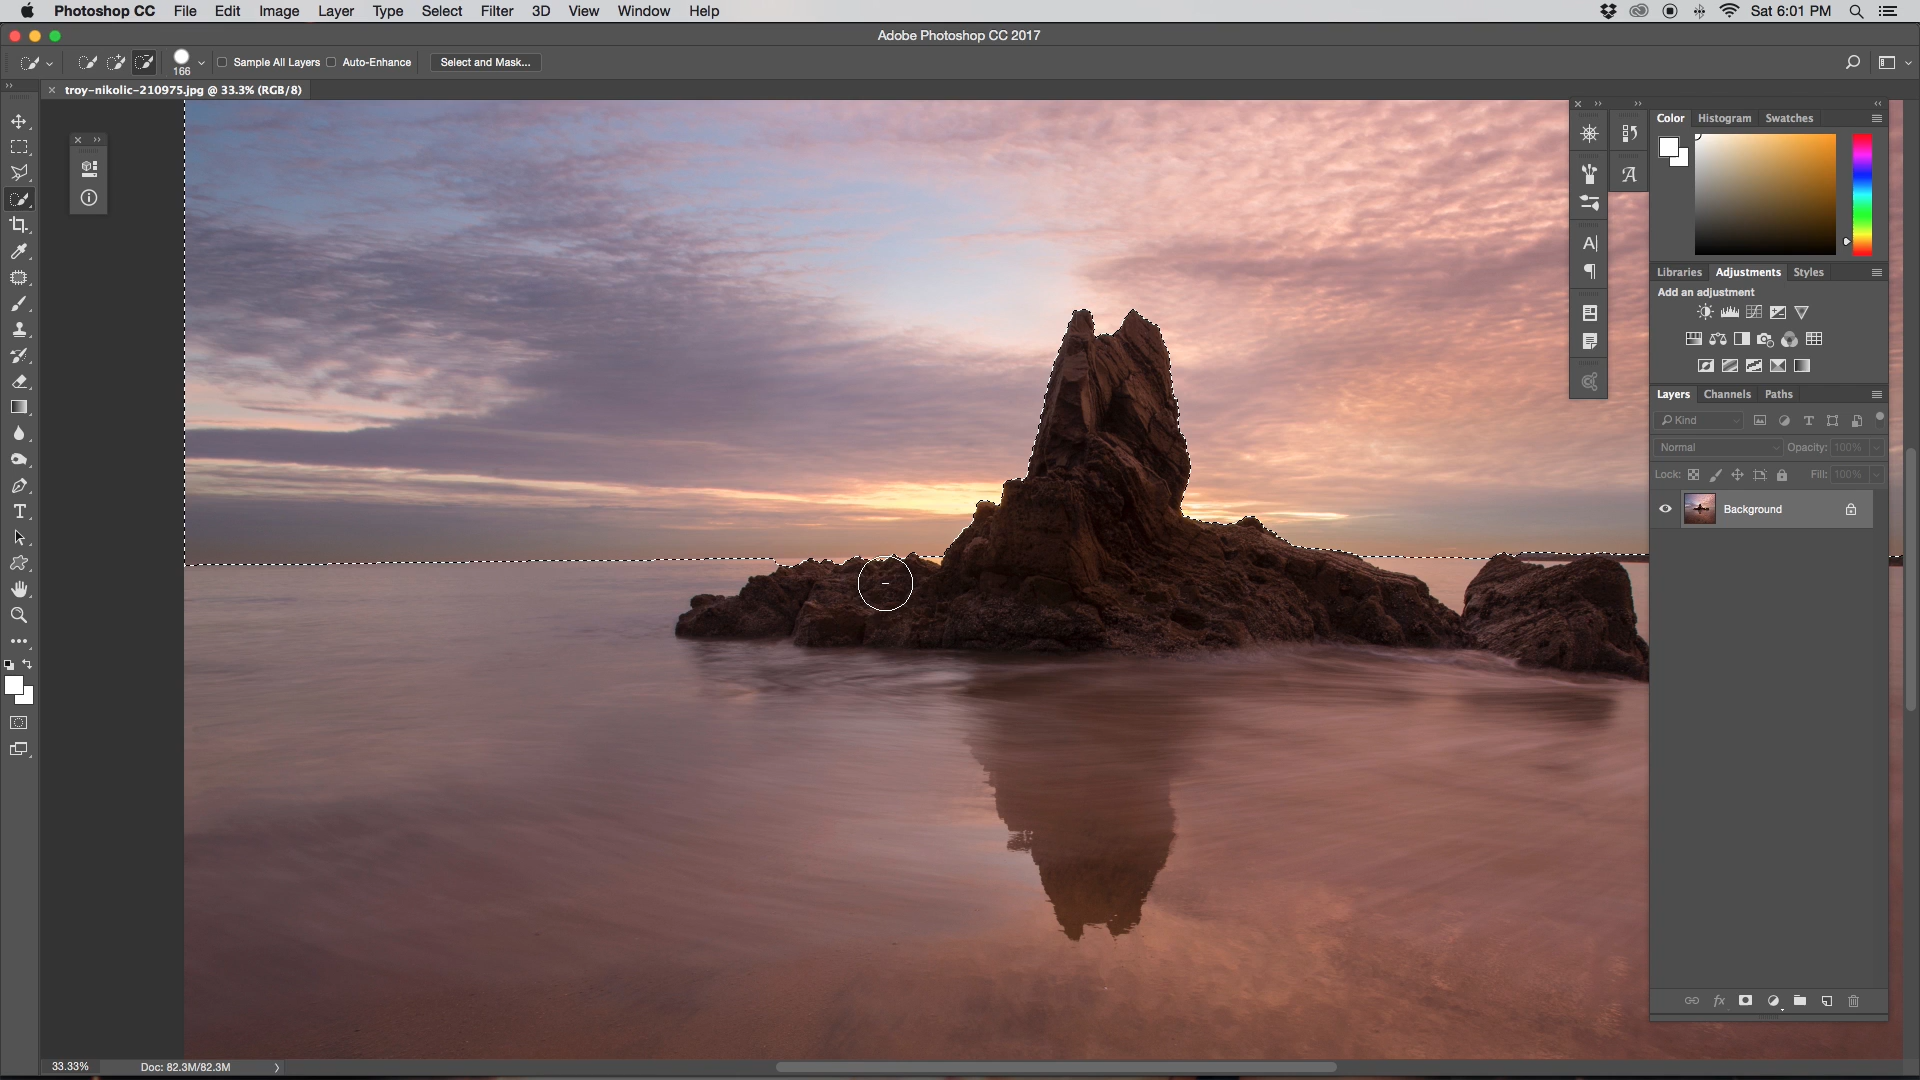 Photoshop CC File Edit Image Layer Type Select Filter 3D View Window Help Sat 6:01 PM
Adobe Photoshop CC 2017
166 Sample All Layers Auto-Enhance Select and Mask...
troy-nikolic-210975.jpg @ 33.3% (RGB/8)
Color Histogram Swatches
Libraries Adjustments Styles
Add an adjustment
Layers Channels Paths
Kind
Normal Opacity: 100%
Lock: Fill: 100%
Background
33.33% Doc: 82.3M/82.3M